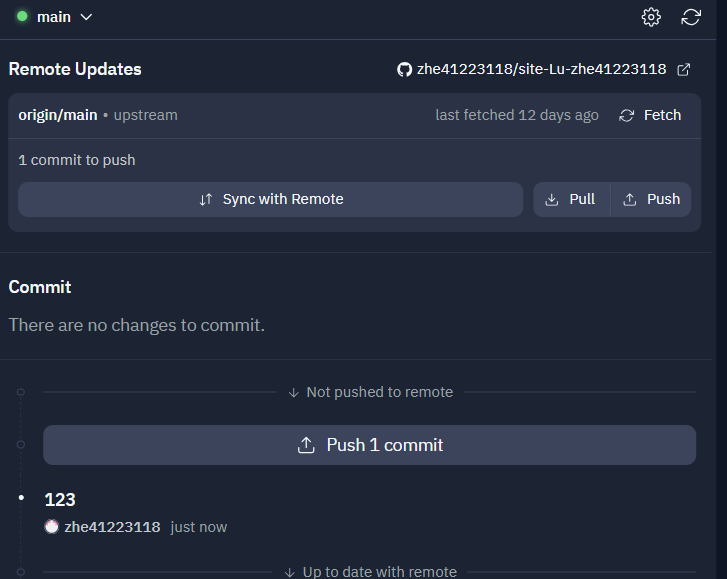 main
Remote Updates zhe41223118/site-Lu-zhe41223118
origin/main • upstream last fetched 12 days ago Fetch
1 commit to push
Sync with Remote Pull Push
Commit
There are no changes to commit.
Not pushed to remote
Push 1 commit
123
zhe41223118 just now
Up to date with remote